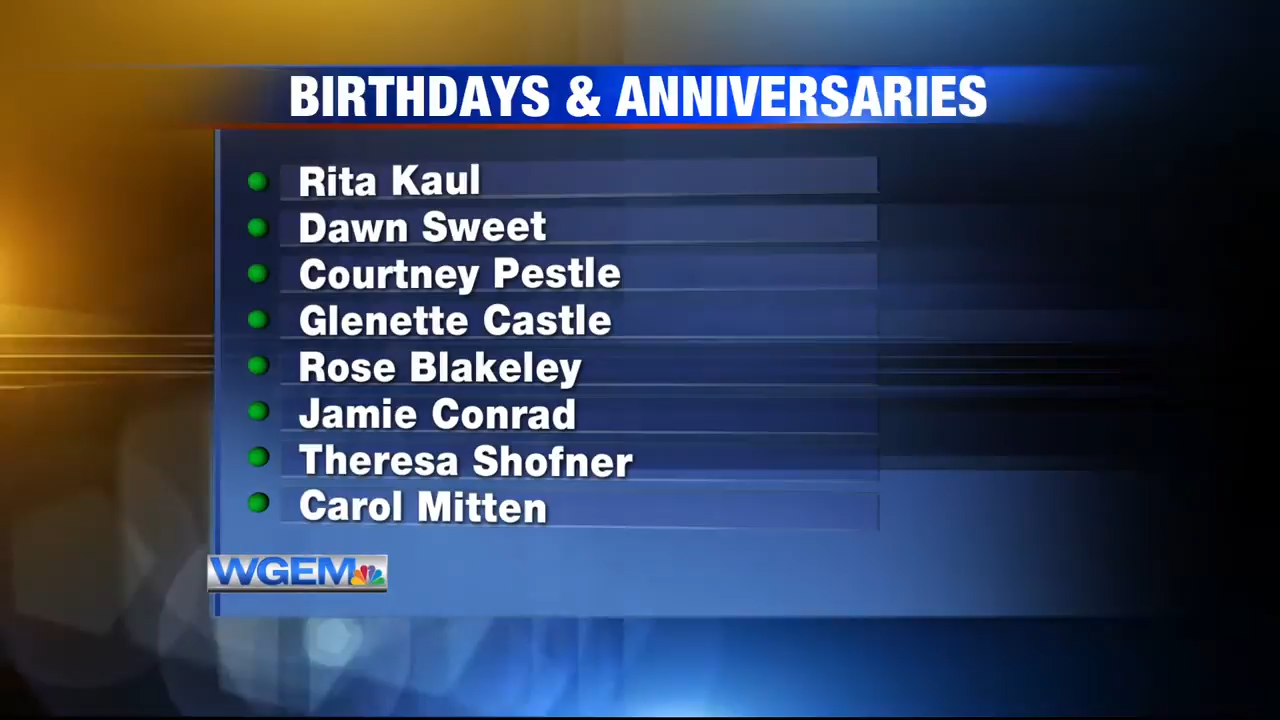 BIRTHDAYS & ANNIVERSARIES
Rita Kaul
Dawn Sweet
Courtney Pestle
Glenette Castle
Rose Blakeley
Jamie Conrad
Theresa Shofner
Carol Mitten
WGEM